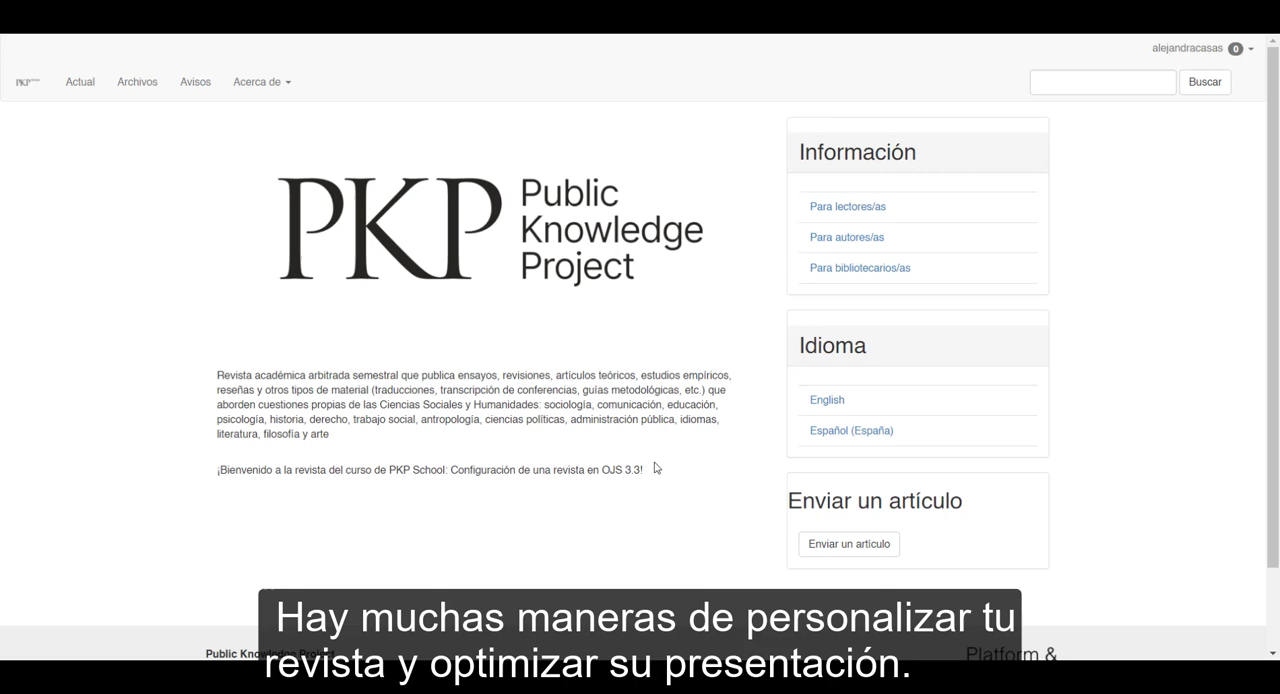 alejandracasas 0
PKP
Actual Archivos Avisos Acerca de
Buscar
PKP Public Knowledge Project
Revista académica arbitrada semestral que publica ensayos, revisiones, artículos teóricos, estudios empíricos,
reseñas y otros tipos de material (traducciones, transcripción de conferencias, guías metodológicas, etc.) que
aborden cuestiones propias de las Ciencias Sociales y Humanidades: sociología, comunicación, educación,
psicología, historia, derecho, trabajo social, antropología, ciencias políticas, administración pública, idiomas,
literatura, filosofía y arte
¡Bienvenido a la revista del curso de PKP School: Configuración de una revista en OJS 3.3!
Información
Para lectores/as
Para autores/as
Para bibliotecarios/as
Idioma
English
Español (España)
Enviar un artículo
Enviar un artículo
Public Knowledge Project
Platform &
Hay muchas maneras de personalizar tu
revista y optimizar su presentación.